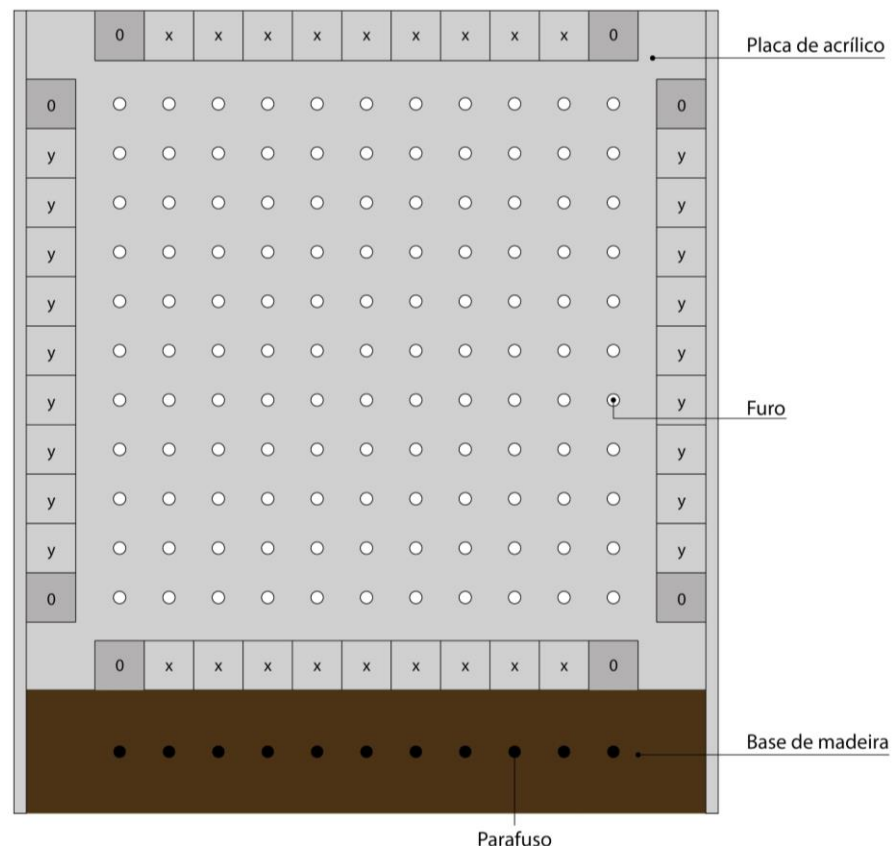 0 x x x x x x x x x 0
Placa de acrílico
0 0
y y
y y
y y
y y
y y
y y
Furo
y y
y y
y y
0 0
0 x x x x x x x x x 0
Base de madeira
Parafuso